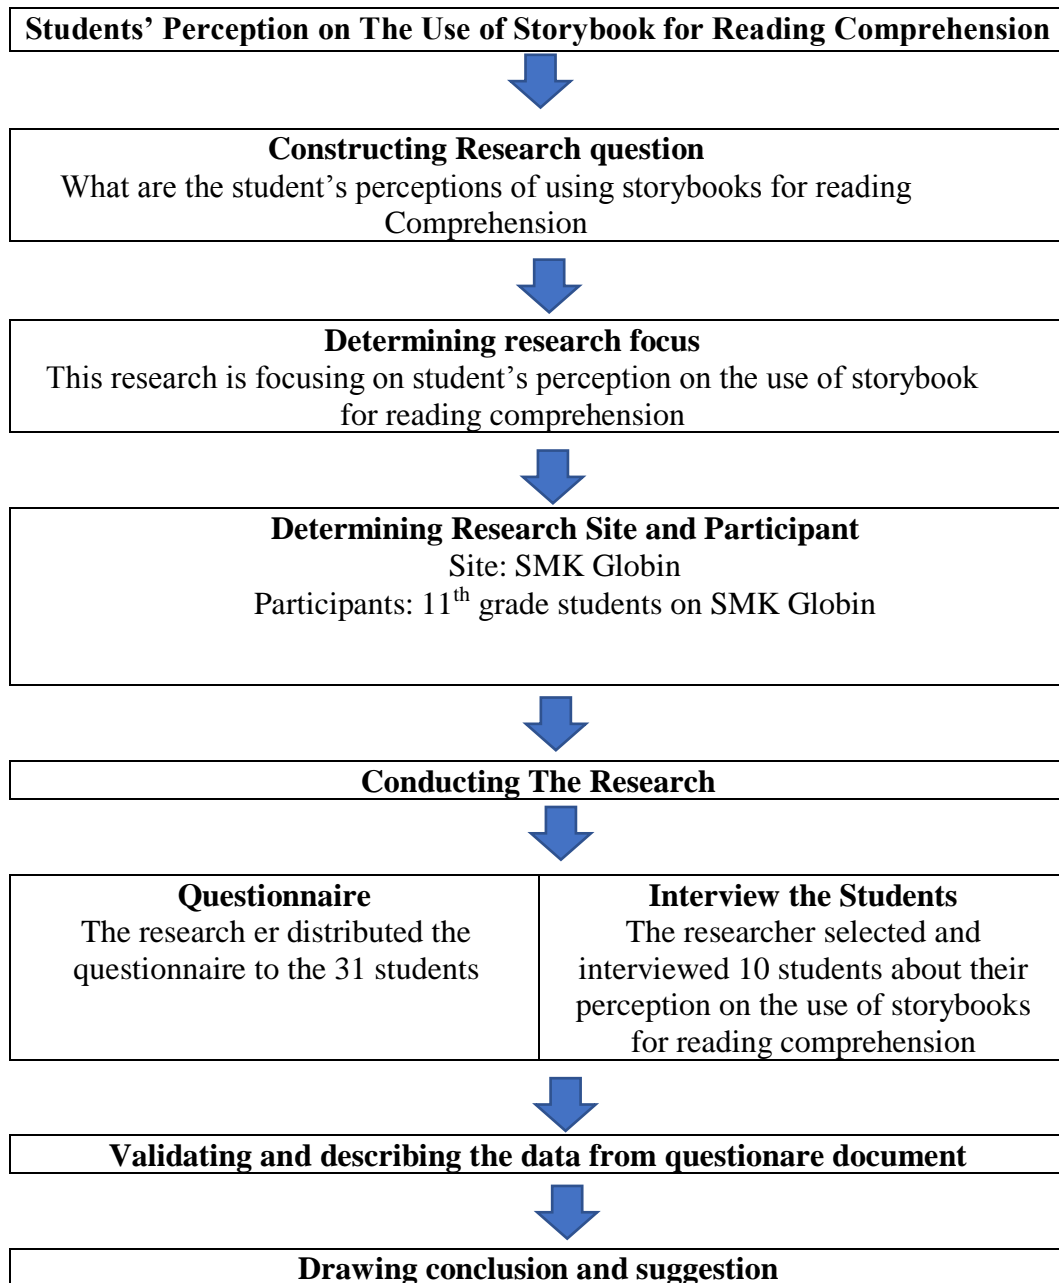 Students’ Perception on The Use of Storybook for Reading Comprehension
Constructing Research question
What are the student’s perceptions of using storybooks for reading
Comprehension
Determining research focus
This research is focusing on student’s perception on the use of storybook
for reading comprehension
Determining Research Site and Participant
Site: SMK Globin
Participants: 11th grade students on SMK Globin
Conducting The Research
Questionnaire
The research er distributed the
questionnaire to the 31 students
Interview the Students
The researcher selected and
interviewed 10 students about their
perception on the use of storybooks
for reading comprehension
Validating and describing the data from questionare document
Drawing conclusion and suggestion